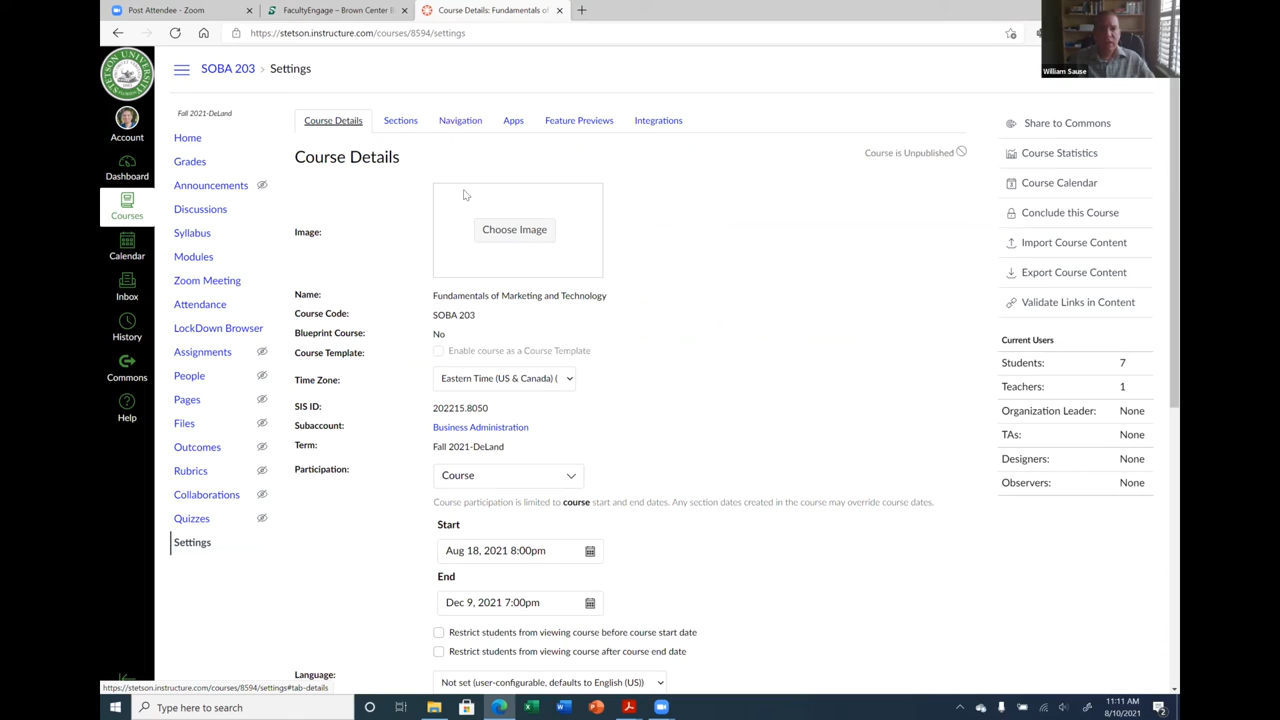 Post Attendee - Zoom
FacultyEngage – Brown Center B
Course Details: Fundamentals of
https://stetson.instructure.com/courses/8594/settings
William Sause
STETSON UNIVERSITY
SOBA 203 › Settings
Fall 2021-DeLand
Account
Dashboard
Courses
Calendar
Inbox
History
Commons
Help
Home
Grades
Announcements
Discussions
Syllabus
Modules
Zoom Meeting
Attendance
LockDown Browser
Assignments
People
Pages
Files
Outcomes
Rubrics
Collaborations
Quizzes
Settings
Course Details Sections Navigation Apps Feature Previews Integrations
Course Details
Course is Unpublished
Image:
Choose Image
Name: Fundamentals of Marketing and Technology
Course Code: SOBA 203
Blueprint Course: No
Course Template: Enable course as a Course Template
Time Zone: Eastern Time (US & Canada) (
SIS ID: 202215.8050
Subaccount: Business Administration
Term: Fall 2021-DeLand
Participation: Course
Course participation is limited to course start and end dates. Any section dates created in the course may override course dates.
Start
Aug 18, 2021 8:00pm
End
Dec 9, 2021 7:00pm
Restrict students from viewing course before course start date
Restrict students from viewing course after course end date
Language: Not set (user-configurable, defaults to English (US))
Share to Commons
Course Statistics
Course Calendar
Conclude this Course
Import Course Content
Export Course Content
Validate Links in Content
Current Users
Students: 7
Teachers: 1
Organization Leader: None
TAs: None
Designers: None
Observers: None
https://stetson.instructure.com/courses/8594/settings#tab-details
Type here to search
11:11 AM
8/10/2021
2